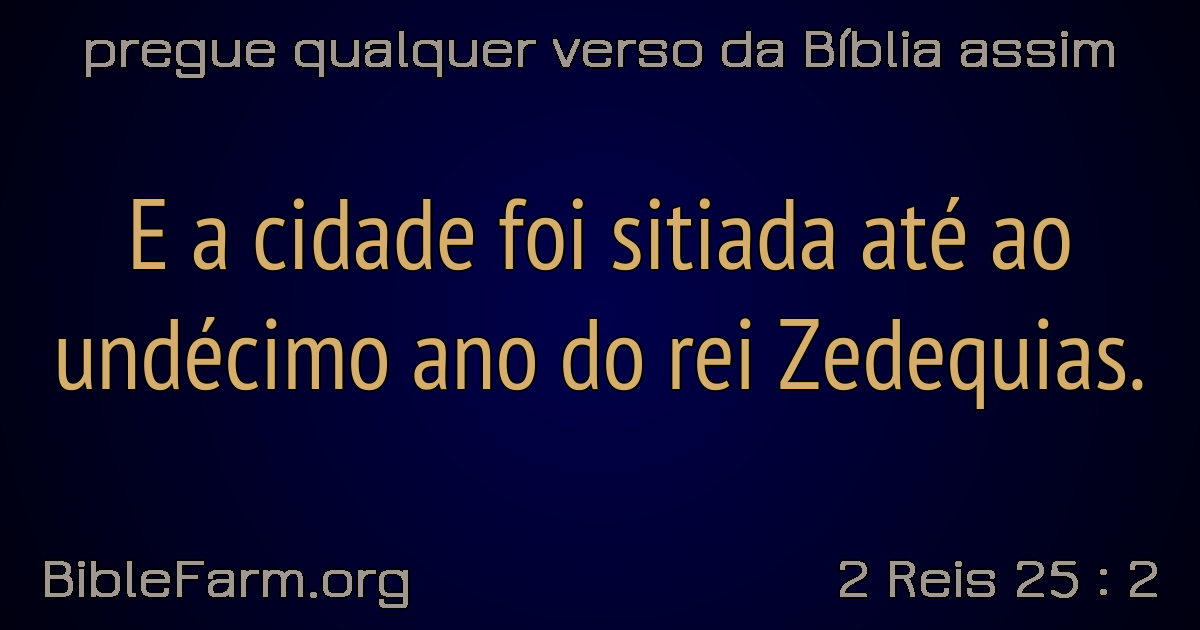 pregue qualquer verso da Bíblia assim
E a cidade foi sitiada até ao
undécimo ano do rei Zedequias.
BibleFarm.org
2 Reis 25 : 2